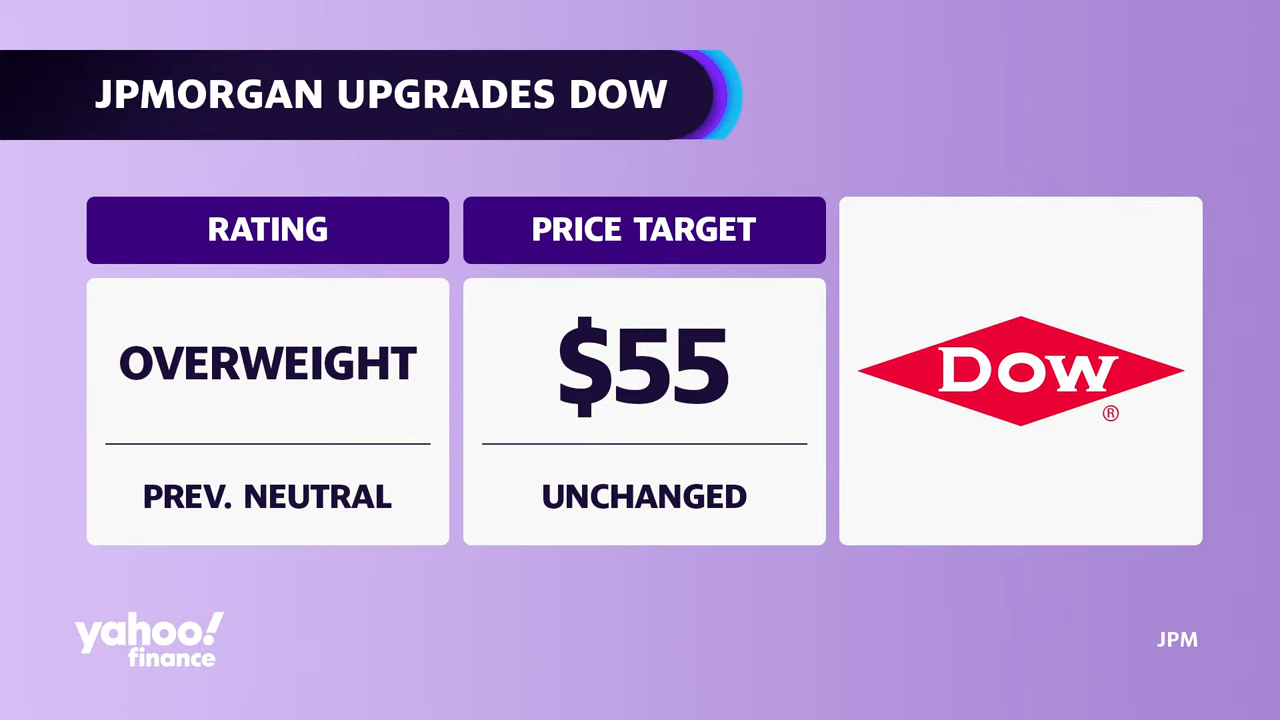 JPMORGAN UPGRADES DOW
RATING
OVERWEIGHT
PREV. NEUTRAL
PRICE TARGET
$55
UNCHANGED
Dow
®
yahoo!
finance
JPM